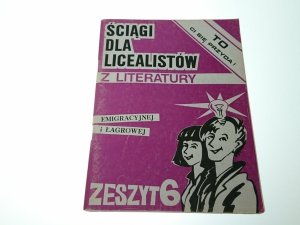 ŚCIĄGI
DLA
LICEALISTÓW
Z LITERATURY
TO
CI SIĘ PRZYDA!
EMIGRACYJNEJ
i ŁAGROWEJ
ZESZYT 6